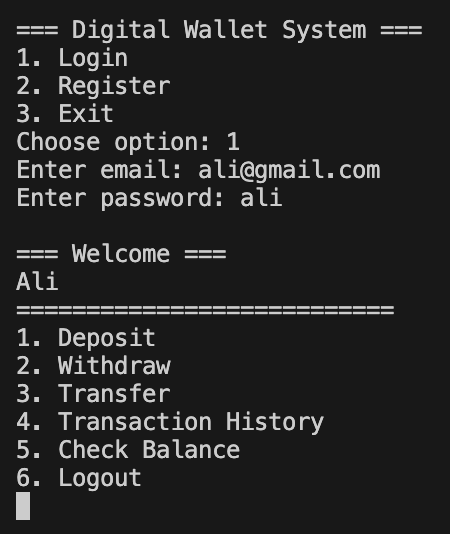 === Digital Wallet System ===
1. Login
2. Register
3. Exit
Choose option: 1
Enter email: ali@gmail.com
Enter password: ali
=== Welcome ===
Ali
===========================
1. Deposit
2. Withdraw
3. Transfer
4. Transaction History
5. Check Balance
6. Logout